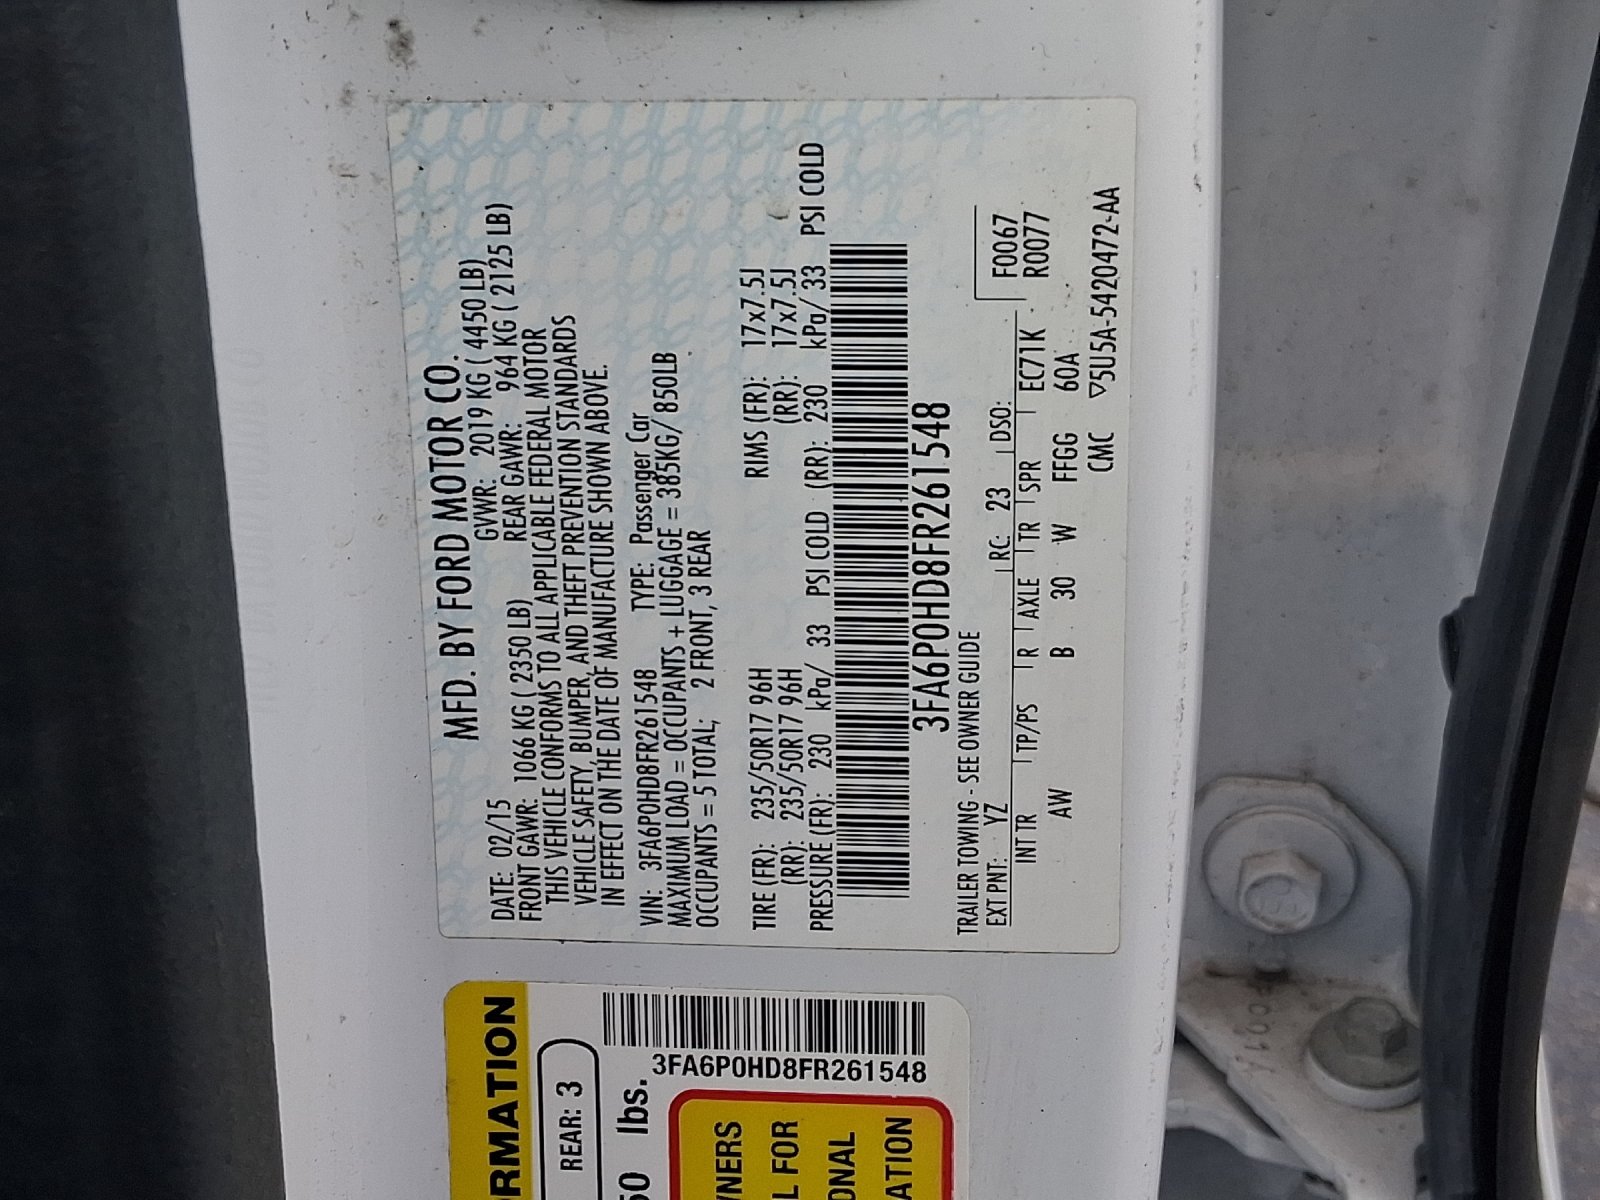 MFD. BY FORD MOTOR CO.
DATE: 02/15 GVWR: 2019 KG ( 4450 LB)
FRONT GAWR: 1066 KG ( 2350 LB) REAR GAWR: 964 KG ( 2125 LB)
THIS VEHICLE CONFORMS TO ALL APPLICABLE FEDERAL MOTOR
VEHICLE SAFETY, BUMPER, AND THEFT PREVENTION STANDARDS
IN EFFECT ON THE DATE OF MANUFACTURE SHOWN ABOVE.
VIN: 3FA6P0HD8FR261548 TYPE: Passenger Car
MAXIMUM LOAD = OCCUPANTS + LUGGAGE = 385KG/ 850LB
OCCUPANTS = 5 TOTAL; 2 FRONT, 3 REAR
TIRE (FR): 235/50R17 96H RIMS (FR): 17x7.5J
(RR): 235/50R17 96H (RR): 17x7.5J
PRESSURE (FR): 230 kPa/ 33 PSI COLD (RR): 230 kPa/ 33 PSI COLD
3FA6P0HD8FR261548
TRAILER TOWING - SEE OWNER GUIDE
EXT PNT: YZ RC: 23 DSO: F0067
R0077
INT TR TP/PS R AXLE TR SPR EC71K
AW B 30 W FFGG 60A
CMC ▽5U5A-5420472-AA
ORMATION
REAR: 3
50 lbs.
3FA6P0HD8FR261548
WNERS
L FOR
ONAL
ATION